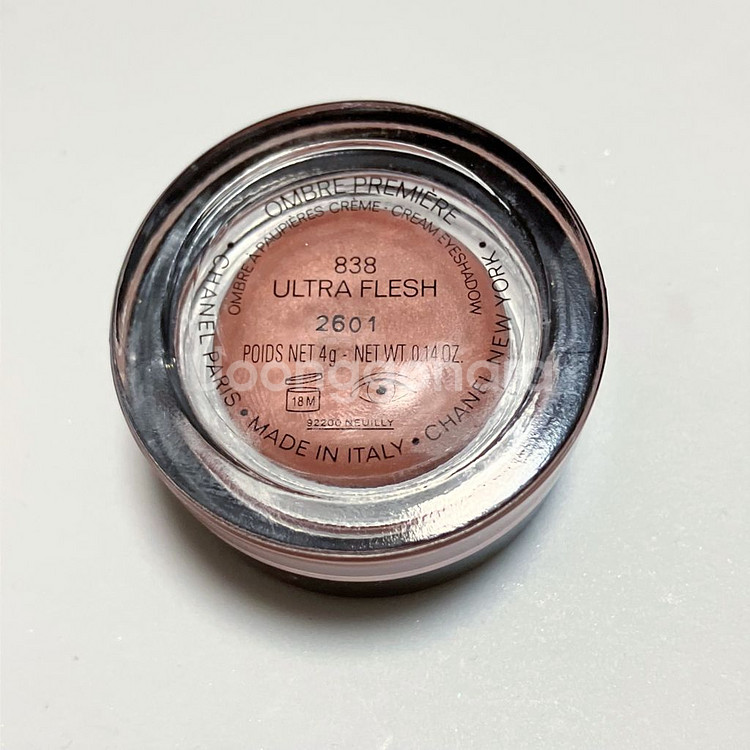 OMBRE PREMIÈRE
OMBRE À PAUPIÈRES CRÈME · CREAM EYESHADOW
838
ULTRA FLESH
2601
POIDS NET 4g - NET WT. 0.14 OZ.
18M
92200 NEUILLY
• CHANEL PARIS • MADE IN ITALY • CHANEL NEW YORK •
Joonggonara